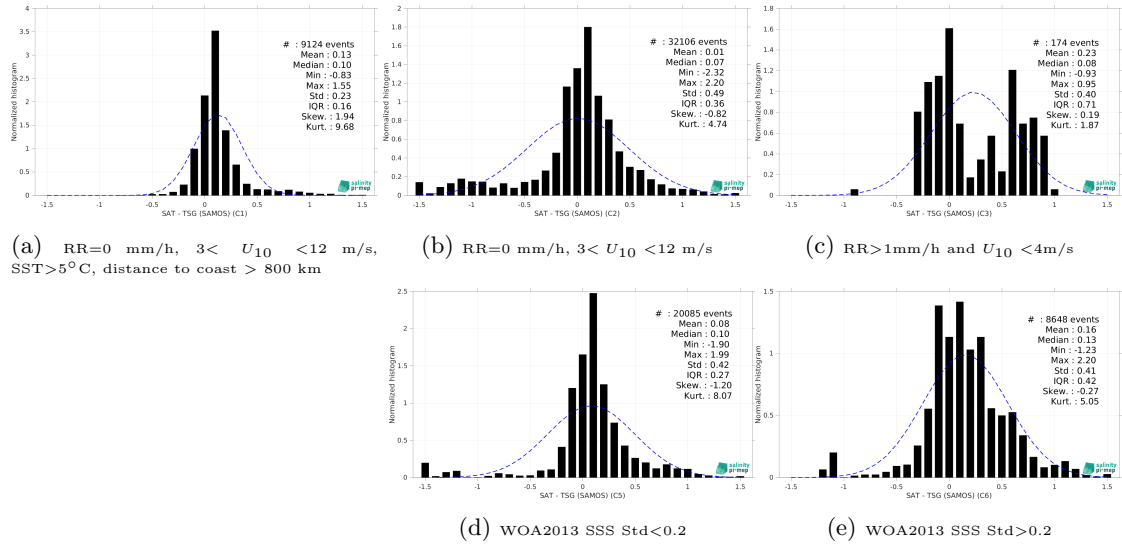 4
3.5
3
2.5
2
1.5
1
0.5
0
Normalized histogram
# : 9124 events
Mean : 0.13
Median : 0.10
Min : -0.83
Max : 1.55
Std : 0.23
IQR : 0.16
Skew. : 1.94
Kurt. : 9.68
salinity
pi-mep
-1.5 -1 -0.5 0 0.5 1 1.5
SAT - TSG (SAMOS) (C1)
(a) RR=0 mm/h, 3< U10 <12 m/s,
SST>5°C, distance to coast > 800 km
2
1.8
1.6
1.4
1.2
1
0.8
0.6
0.4
0.2
0
Normalized histogram
# : 32106 events
Mean : 0.01
Median : 0.07
Min : -2.32
Max : 2.20
Std : 0.49
IQR : 0.36
Skew. : -0.82
Kurt. : 4.74
salinity
pi-mep
-1.5 -1 -0.5 0 0.5 1 1.5
SAT - TSG (SAMOS) (C2)
(b) RR=0 mm/h, 3< U10 <12 m/s
1.8
1.6
1.4
1.2
1
0.8
0.6
0.4
0.2
0
Normalized histogram
# : 174 events
Mean : 0.23
Median : 0.08
Min : -0.93
Max : 0.95
Std : 0.40
IQR : 0.71
Skew. : 0.19
Kurt. : 1.87
salinity
pi-mep
-1.5 -1 -0.5 0 0.5 1 1.5
SAT - TSG (SAMOS) (C3)
(c) RR>1mm/h and U10 <4m/s
2.5
2
1.5
1
0.5
0
Normalized histogram
# : 20085 events
Mean : 0.08
Median : 0.10
Min : -1.90
Max : 1.99
Std : 0.42
IQR : 0.27
Skew. : -1.20
Kurt. : 8.07
salinity
pi-mep
-1.5 -1 -0.5 0 0.5 1 1.5
SAT - TSG (SAMOS) (C5)
(d) WOA2013 SSS Std<0.2
1.5
1
0.5
0
Normalized histogram
# : 8648 events
Mean : 0.16
Median : 0.13
Min : -1.23
Max : 2.20
Std : 0.41
IQR : 0.42
Skew. : -0.27
Kurt. : 5.05
salinity
pi-mep
-1.5 -1 -0.5 0 0.5 1 1.5
SAT - TSG (SAMOS) (C6)
(e) WOA2013 SSS Std>0.2